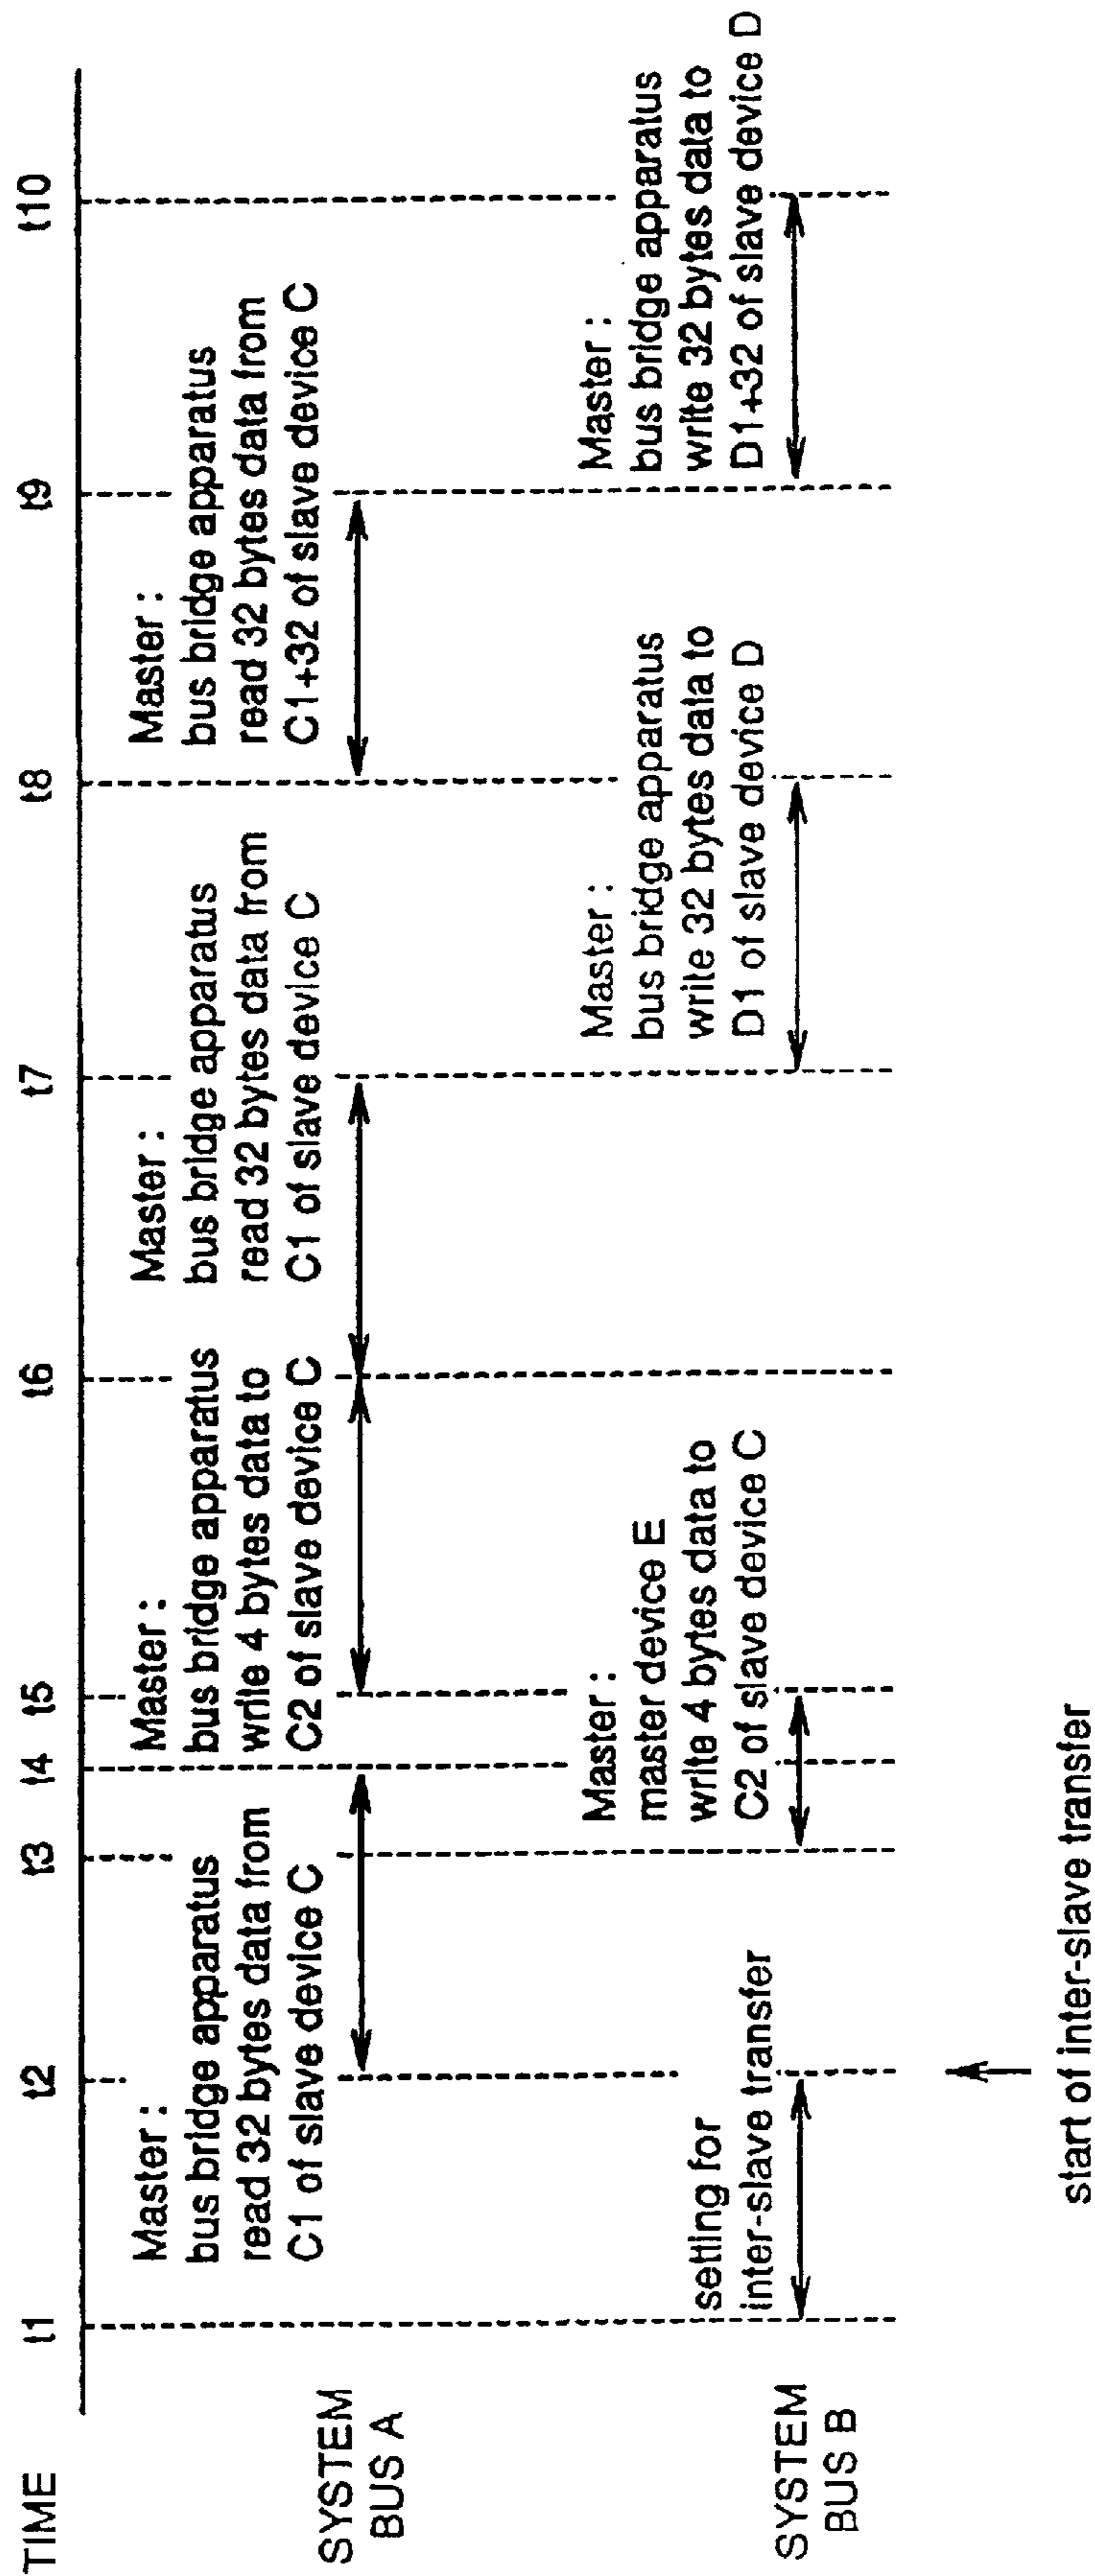 TIME
t1
t2
t3
t4
t5
t6
t7
t8
t9
t10
SYSTEM
BUS A
Master :
bus bridge apparatus
read 32 bytes data from
C1 of slave device C
Master :
bus bridge apparatus
write 4 bytes data to
C2 of slave device C
Master :
bus bridge apparatus
read 32 bytes data from
C1 of slave device C
Master :
bus bridge apparatus
read 32 bytes data from
C1+32 of slave device C
SYSTEM
BUS B
setting for
inter-slave transfer
Master :
master device E
write 4 bytes data to
C2 of slave device C
Master :
bus bridge apparatus
write 32 bytes data to
D1 of slave device D
Master :
bus bridge apparatus
write 32 bytes data to
D1+32 of slave device D
start of inter-slave transfer